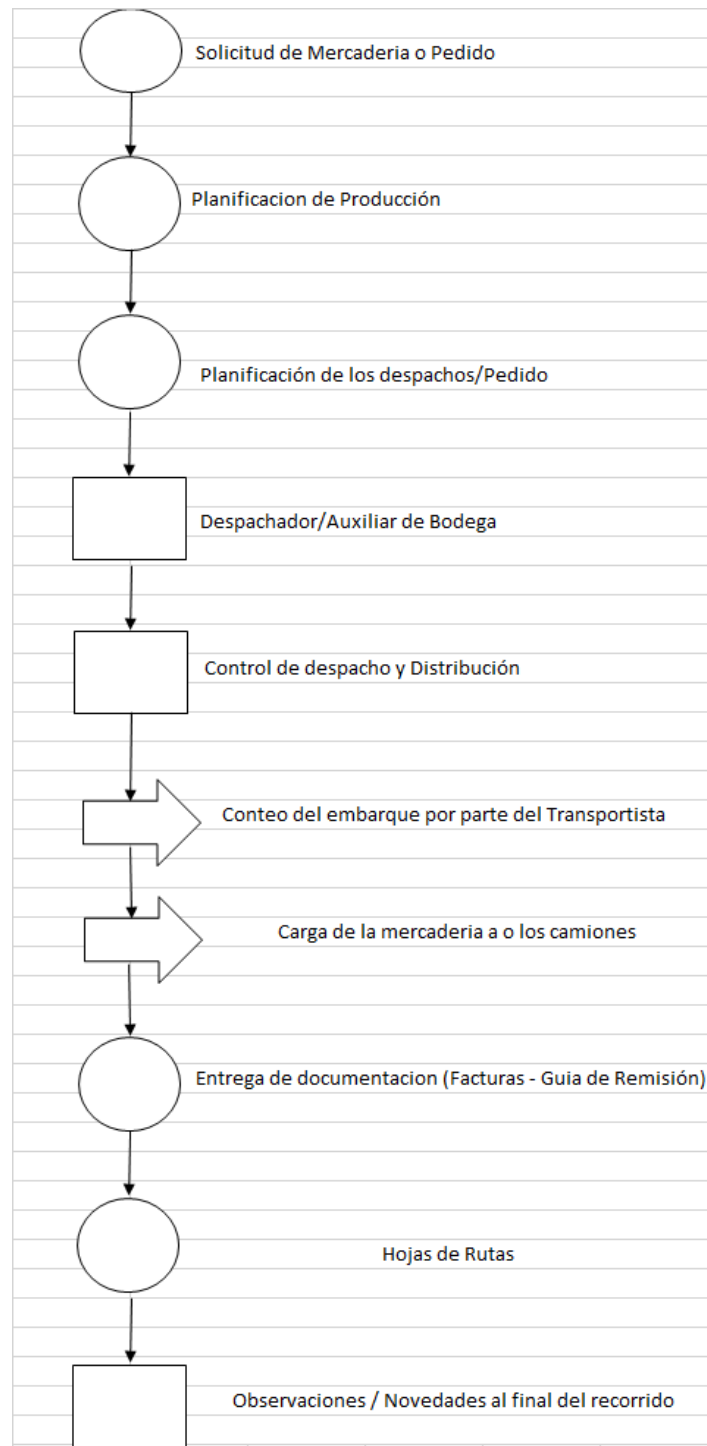 Solicitud de Mercaderia o Pedido
Planificacion de Producción
Planificación de los despachos/Pedido
Despachador/Auxiliar de Bodega
Control de despacho y Distribución
Conteo del embarque por parte del Transportista
Carga de la mercaderia a o los camiones
Entrega de documentacion (Facturas - Guia de Remisión)
Hojas de Rutas
Observaciones / Novedades al final del recorrido